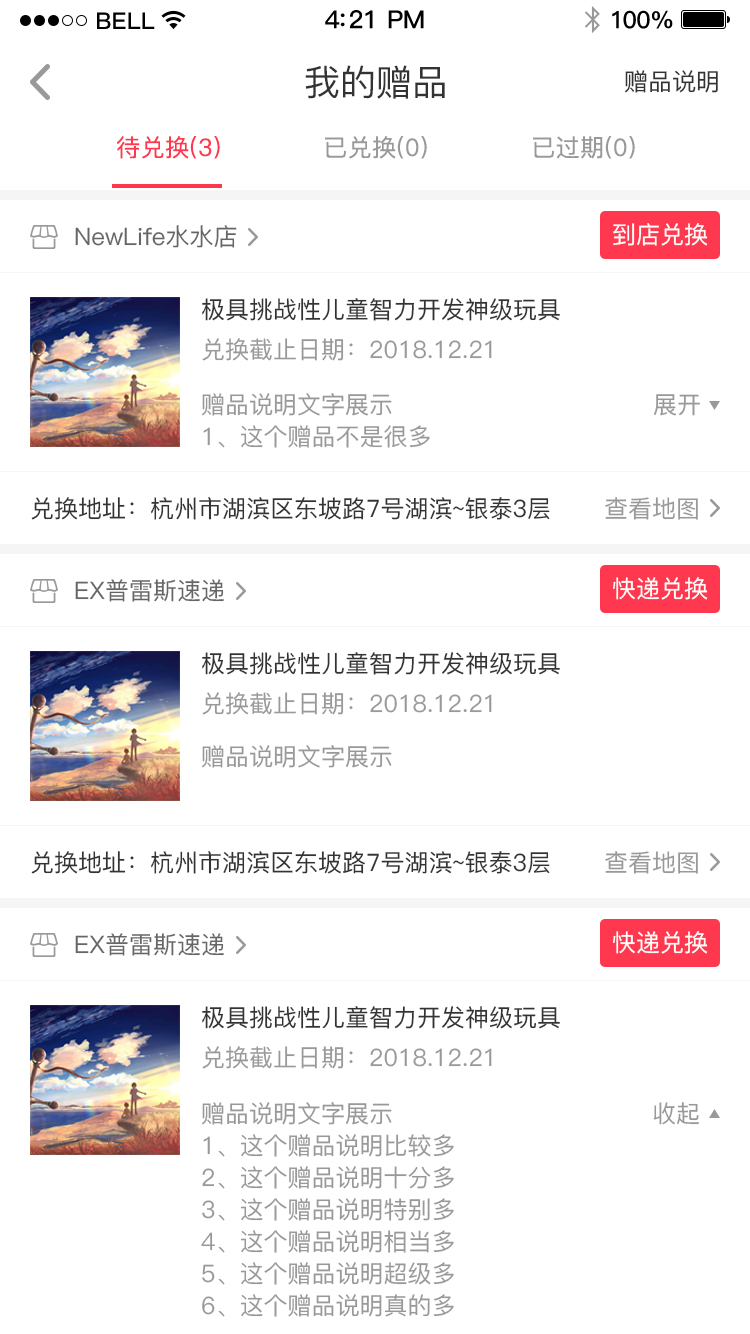 BELL 4:21 PM 100%
我的赠品 赠品说明
待兑换(3) 已兑换(0) 已过期(0)
NewLife水水店 到店兑换
极具挑战性儿童智力开发神级玩具
兑换截止日期：2018.12.21
赠品说明文字展示 展开
1、这个赠品不是很多
兑换地址：杭州市湖滨区东坡路7号湖滨~银泰3层 查看地图
EX普雷斯速递 快递兑换
极具挑战性儿童智力开发神级玩具
兑换截止日期：2018.12.21
赠品说明文字展示
兑换地址：杭州市湖滨区东坡路7号湖滨~银泰3层 查看地图
EX普雷斯速递 快递兑换
极具挑战性儿童智力开发神级玩具
兑换截止日期：2018.12.21
赠品说明文字展示 收起
1、这个赠品说明比较多
2、这个赠品说明十分多
3、这个赠品说明特别多
4、这个赠品说明相当多
5、这个赠品说明超级多
6、这个赠品说明真的多